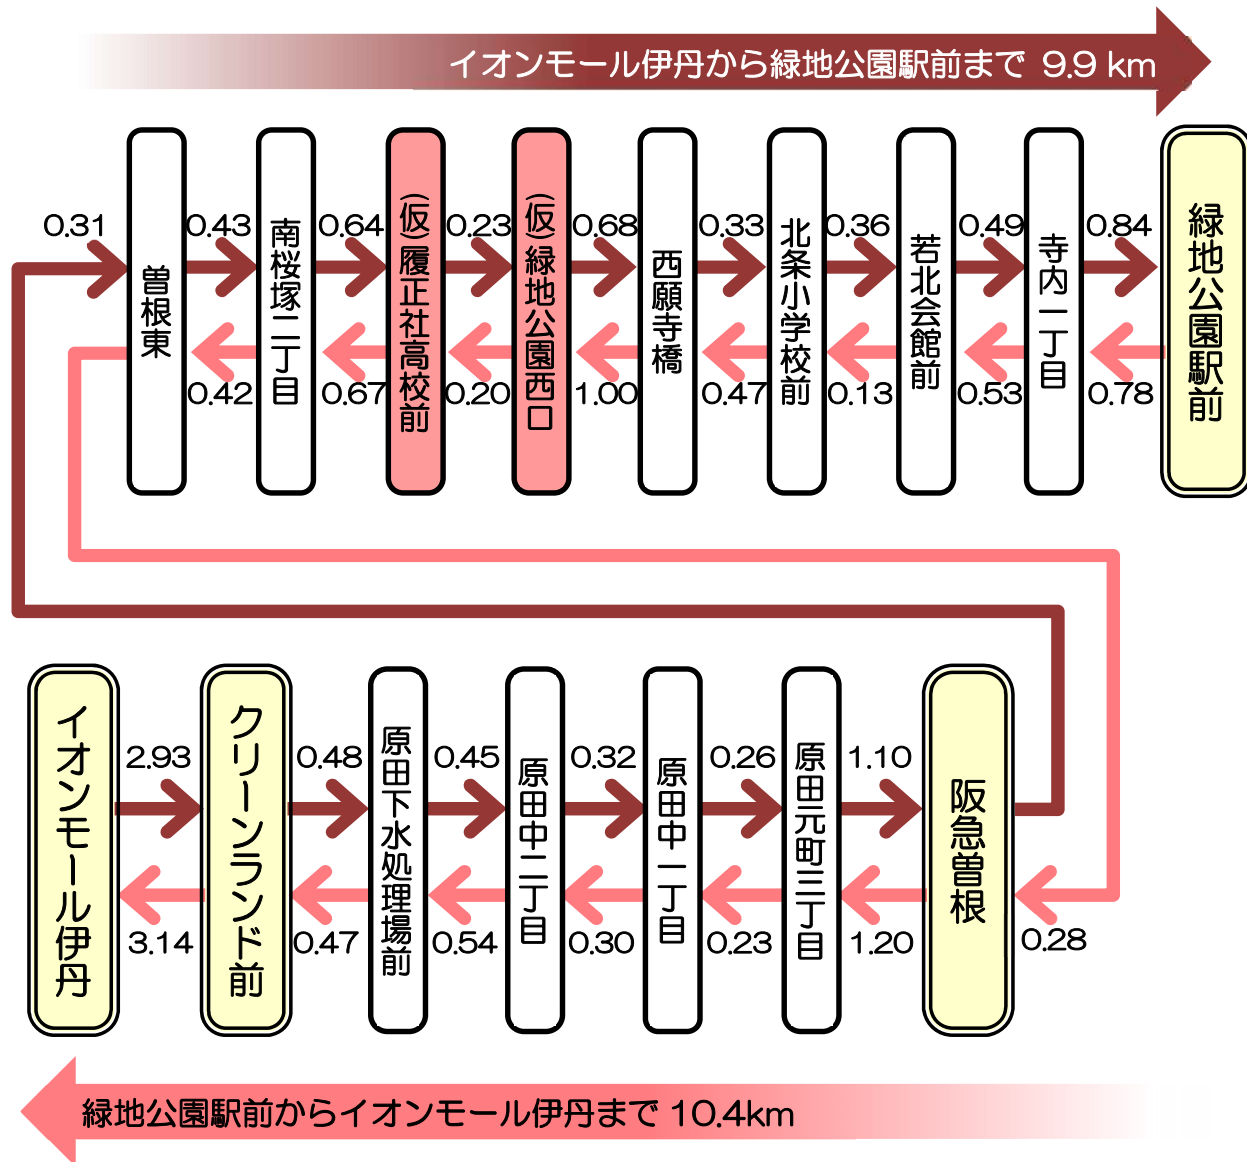 イオンモール伊丹から緑地公園駅前まで 9.9 km
0.31
0.43
0.64
0.23
0.68
0.33
0.36
0.49
0.84
曽根東
南桜塚二丁目
(仮)履正社高校前
(仮)緑地公園西口
西願寺橋
北条小学校前
若北会館前
寺内一丁目
緑地公園駅前
0.42
0.67
0.20
1.00
0.47
0.13
0.53
0.78
イオンモール伊丹
クリーンランド前
原田下水処理場前
原田中二丁目
原田中一丁目
原田元町三丁目
阪急曽根
2.93
0.48
0.45
0.32
0.26
1.10
3.14
0.47
0.54
0.30
0.23
1.20
0.28
緑地公園駅前からイオンモール伊丹まで 10.4km